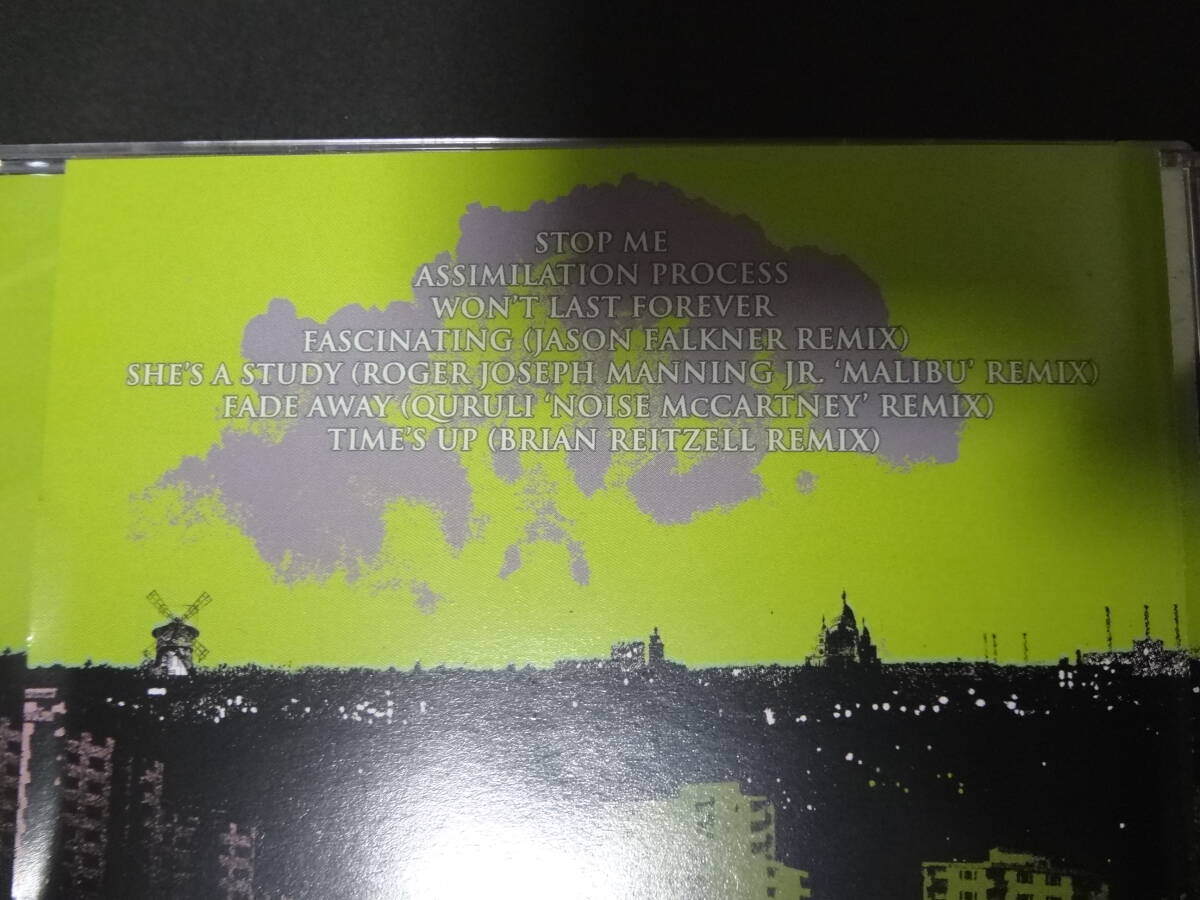 STOP ME
ASSIMILATION PROCESS
WON'T LAST FOREVER
FASCINATING (JASON FALKNER REMIX)
SHE'S A STUDY (ROGER JOSEPH MANNING JR. 'MALIBU' REMIX)
FADE AWAY (QURULI 'NOISE McCARTNEY' REMIX)
TIME'S UP (BRIAN REITZELL REMIX)